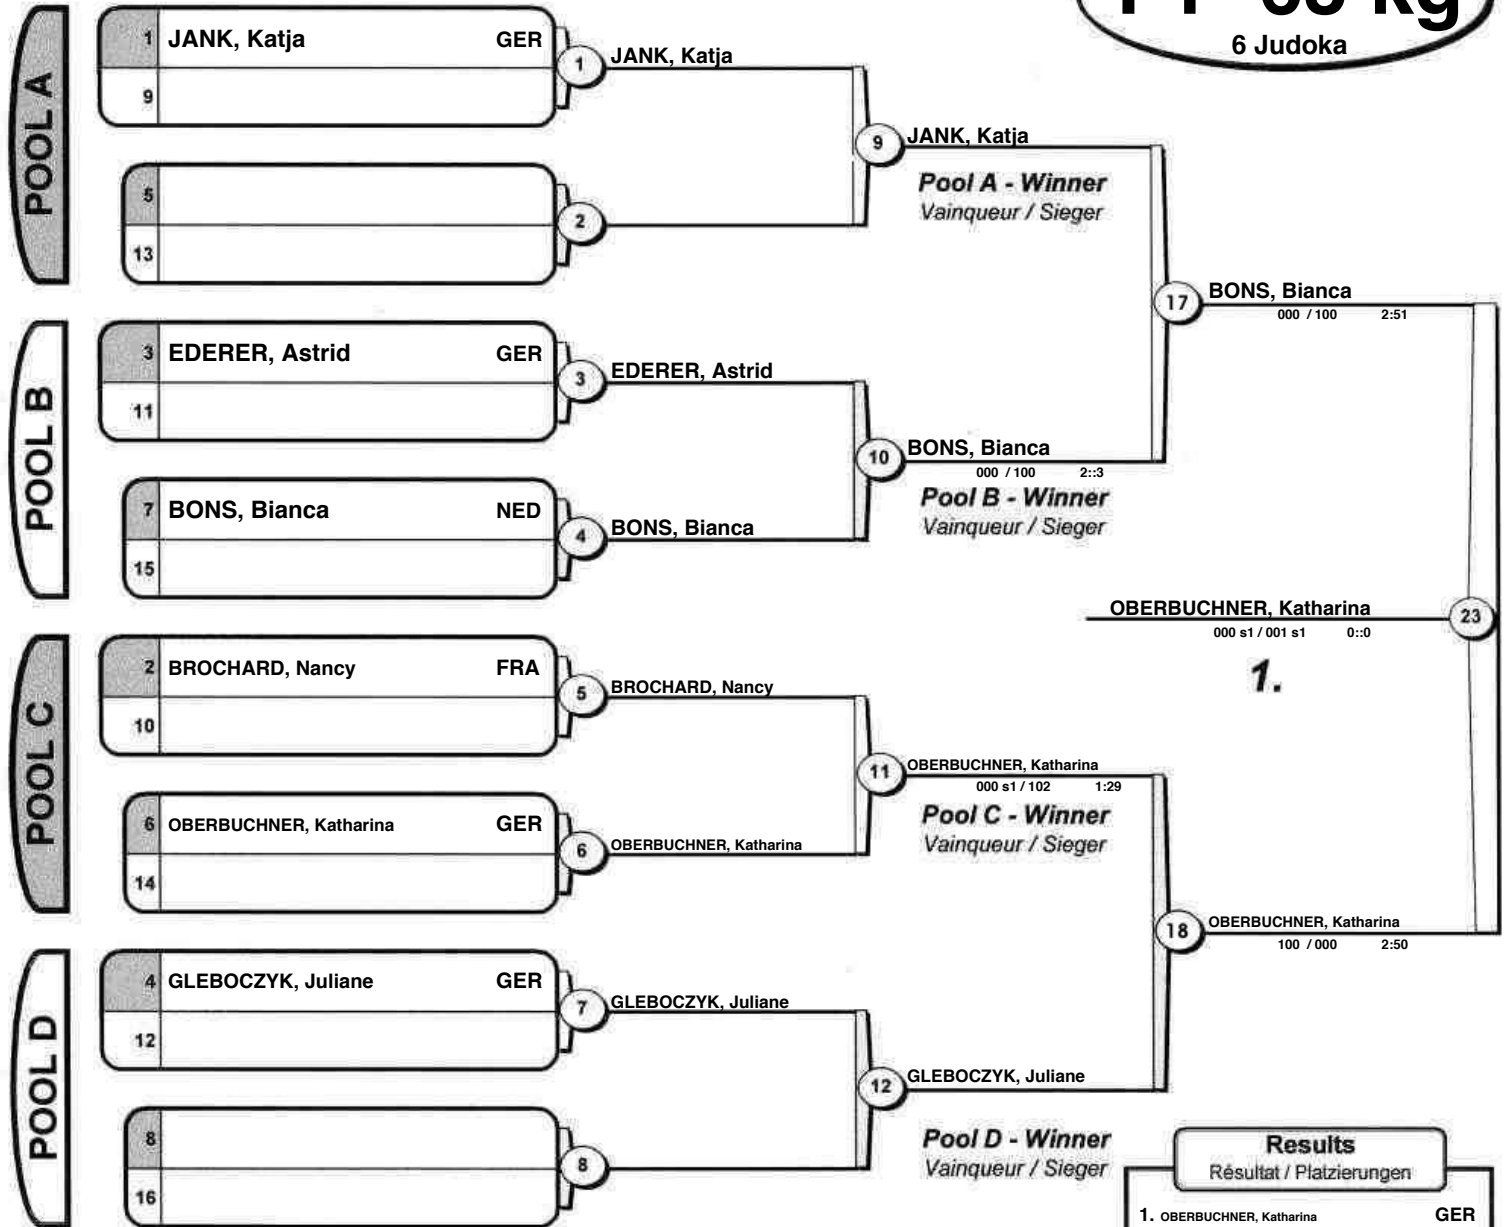 6 Judoka
POOL A
1 JANK, Katja GER
9
5
13
1 JANK, Katja
2
9 JANK, Katja
Pool A - Winner
Vainqueur / Sieger
POOL B
3 EDERER, Astrid GER
11
7 BONS, Bianca NED
15
3 EDERER, Astrid
4 BONS, Bianca
10 BONS, Bianca
000 / 100 2::3
Pool B - Winner
Vainqueur / Sieger
17 BONS, Bianca
000 / 100 2:51
OBERBUCHNER, Katharina 23
000 s1 / 001 s1 0::0
1.
POOL C
2 BROCHARD, Nancy FRA
10
6 OBERBUCHNER, Katharina GER
14
5 BROCHARD, Nancy
6 OBERBUCHNER, Katharina
11 OBERBUCHNER, Katharina
000 s1 / 102 1:29
Pool C - Winner
Vainqueur / Sieger
18 OBERBUCHNER, Katharina
100 / 000 2:50
POOL D
4 GLEBOCZYK, Juliane GER
12
8
16
7 GLEBOCZYK, Juliane
8
12 GLEBOCZYK, Juliane
Pool D - Winner
Vainqueur / Sieger
Results
Résultat / Platzierungen
1. OBERBUCHNER, Katharina GER